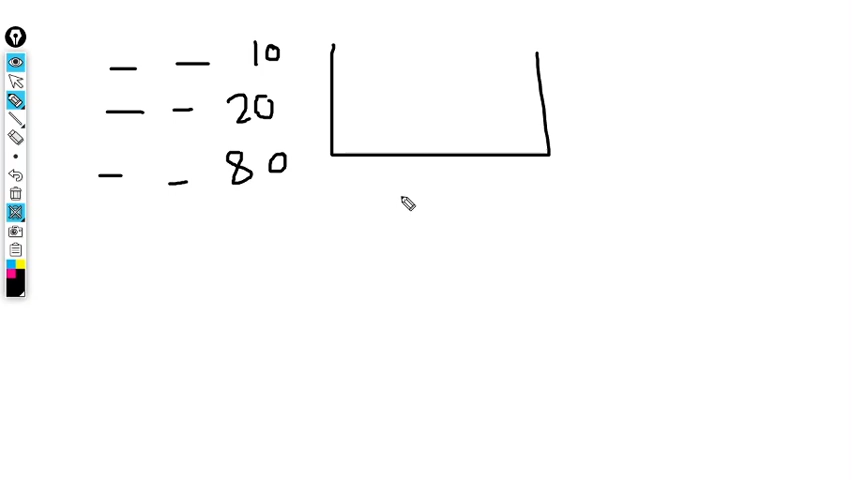 — — 10
— - 20
- - 80